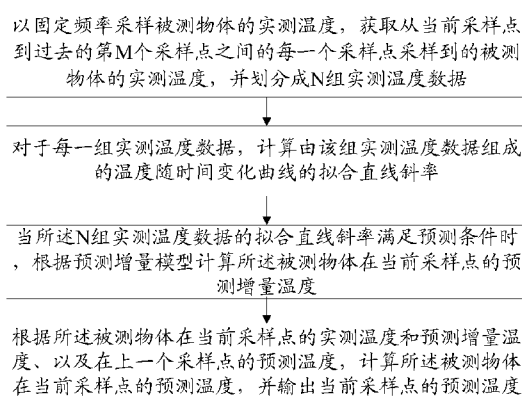 以固定频率采样被测物体的实测温度，获取从当前采样点
到过去的第M个采样点之间的每一个采样点采样到的被测
物体的实测温度，并划分成N组实测温度数据
对于每一组实测温度数据，计算由该组实测温度数据组成
的温度随时间变化曲线的拟合直线斜率
当所述N组实测温度数据的拟合直线斜率满足预测条件时
，根据预测增量模型计算所述被测物体在当前采样点的预
测增量温度
根据所述被测物体在当前采样点的实测温度和预测增量温
度、以及在上一个采样点的预测温度，计算所述被测物体
在当前采样点的预测温度，并输出当前采样点的预测温度